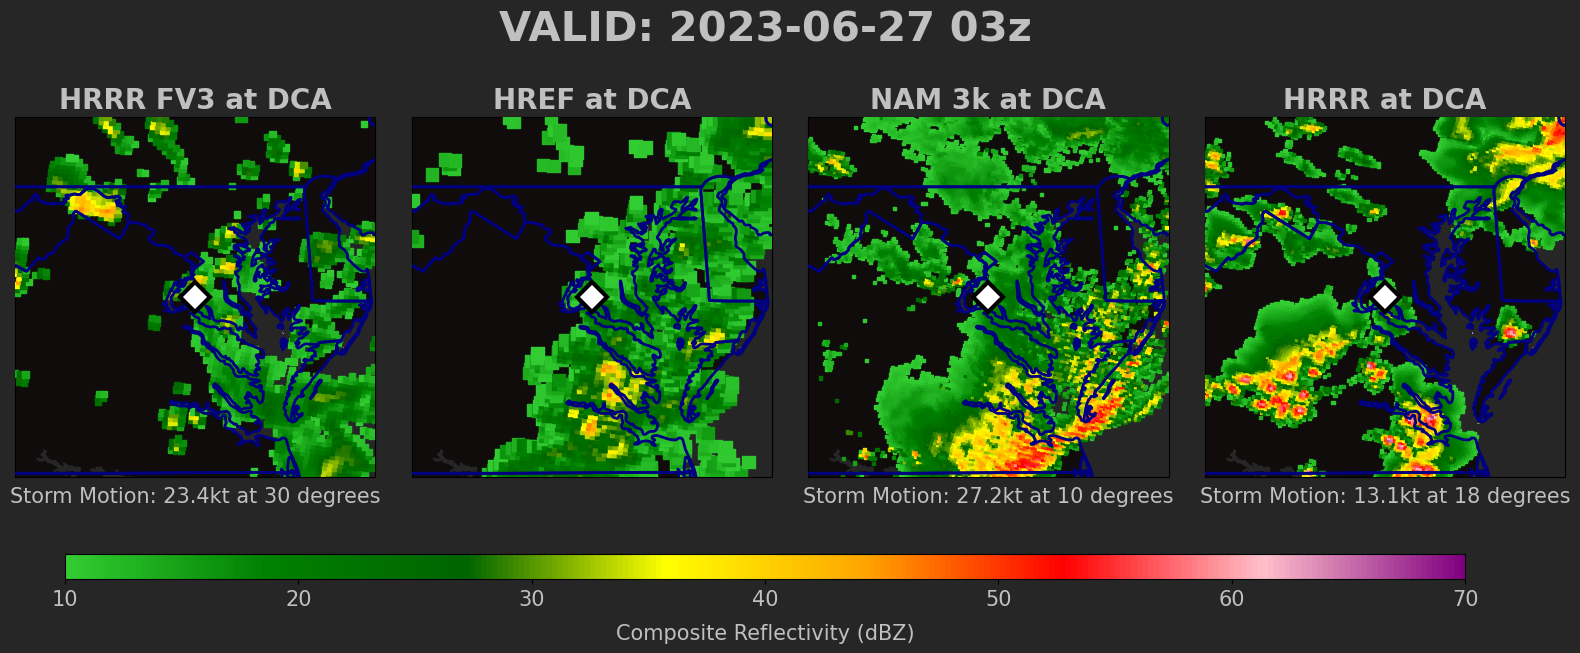 VALID: 2023-06-27 03z
HRRR FV3 at DCA
HREF at DCA
NAM 3k at DCA
HRRR at DCA
Storm Motion: 23.4kt at 30 degrees
Storm Motion: 27.2kt at 10 degrees
Storm Motion: 13.1kt at 18 degrees
10 20 30 40 50 60 70
Composite Reflectivity (dBZ)